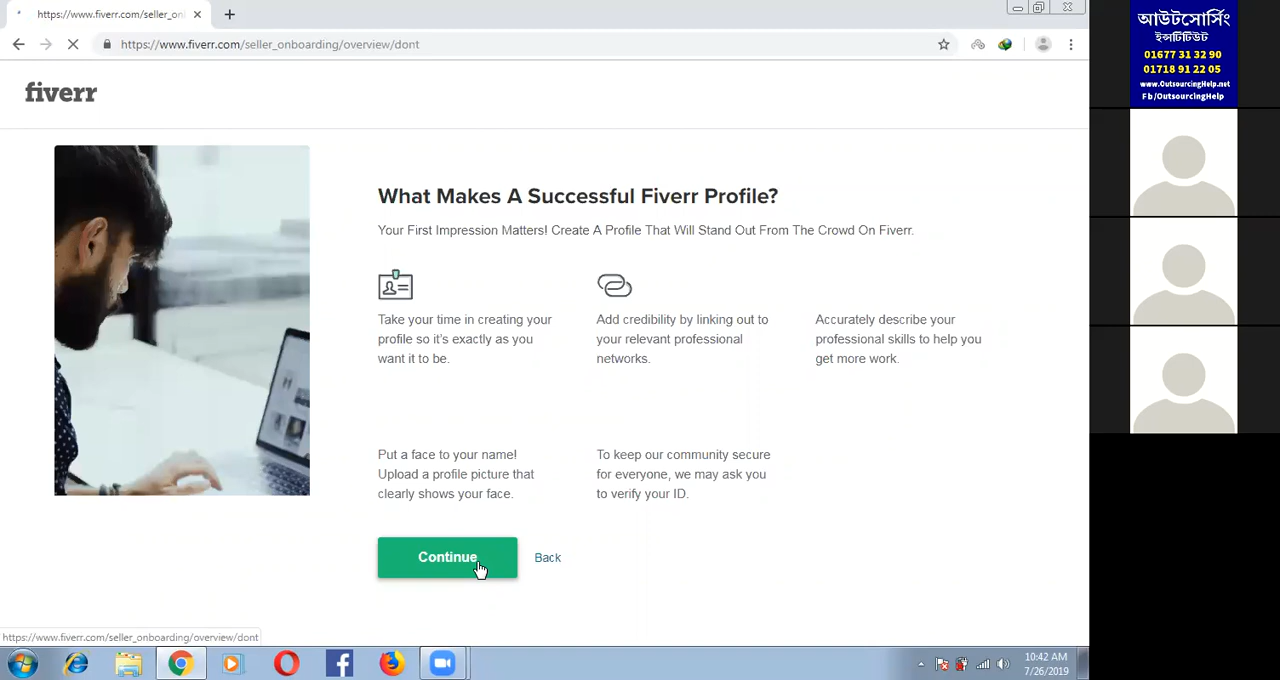 https://www.fiverr.com/seller_on
https://www.fiverr.com/seller_onboarding/overview/dont
fiverr
What Makes A Successful Fiverr Profile?
Your First Impression Matters! Create A Profile That Will Stand Out From The Crowd On Fiverr.
Take your time in creating your
profile so it's exactly as you
want it to be.
Add credibility by linking out to
your relevant professional
networks.
Accurately describe your
professional skills to help you
get more work.
Put a face to your name!
Upload a profile picture that
clearly shows your face.
To keep our community secure
for everyone, we may ask you
to verify your ID.
Continue
Back
https://www.fiverr.com/seller_onboarding/overview/dont
10:42 AM
7/26/2019
আউটসোর্সিং
ইন্সটিটিউট
01677 31 32 90
01718 91 22 05
www.OutsourcingHelp.net
Fb/OutsourcingHelp